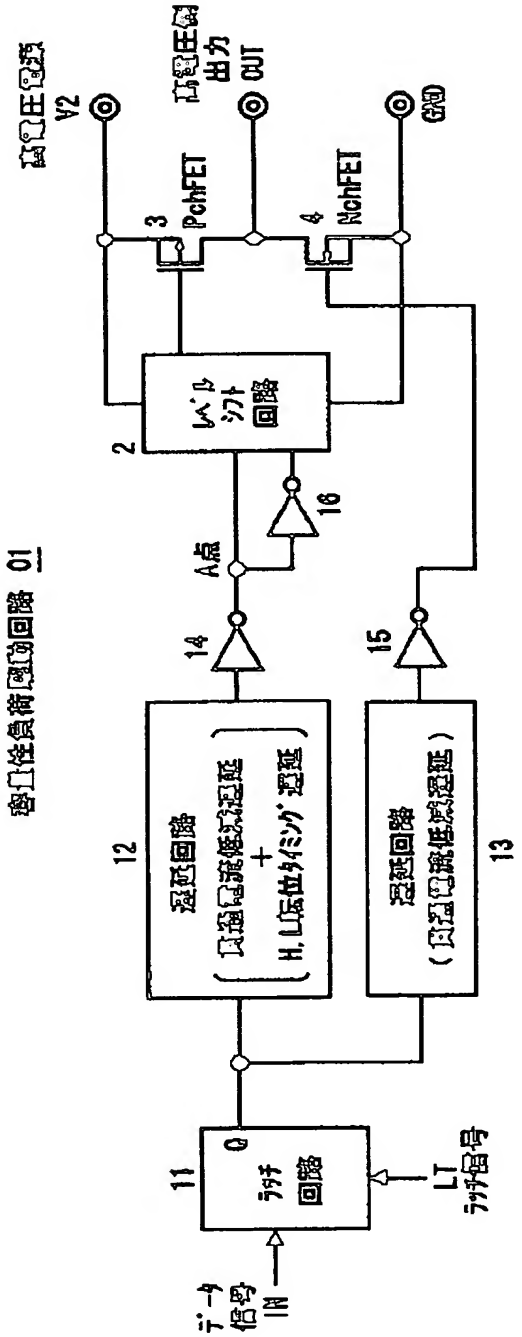 容量性負荷駆動回路 01
データ
信号
IN
11
ラッチ
回路
Q
LT
ラッチ信号
12
遅延回路
貫通電流低減遅延
+
H,L転位タイミング遅延
遅延回路
(貫通電流低減遅延)
13
14
15
A点
16
2
レベル
シフト
回路
高電圧電源
V2
3
PchFET
高電圧側
出力
OUT
4
NchFET
GND